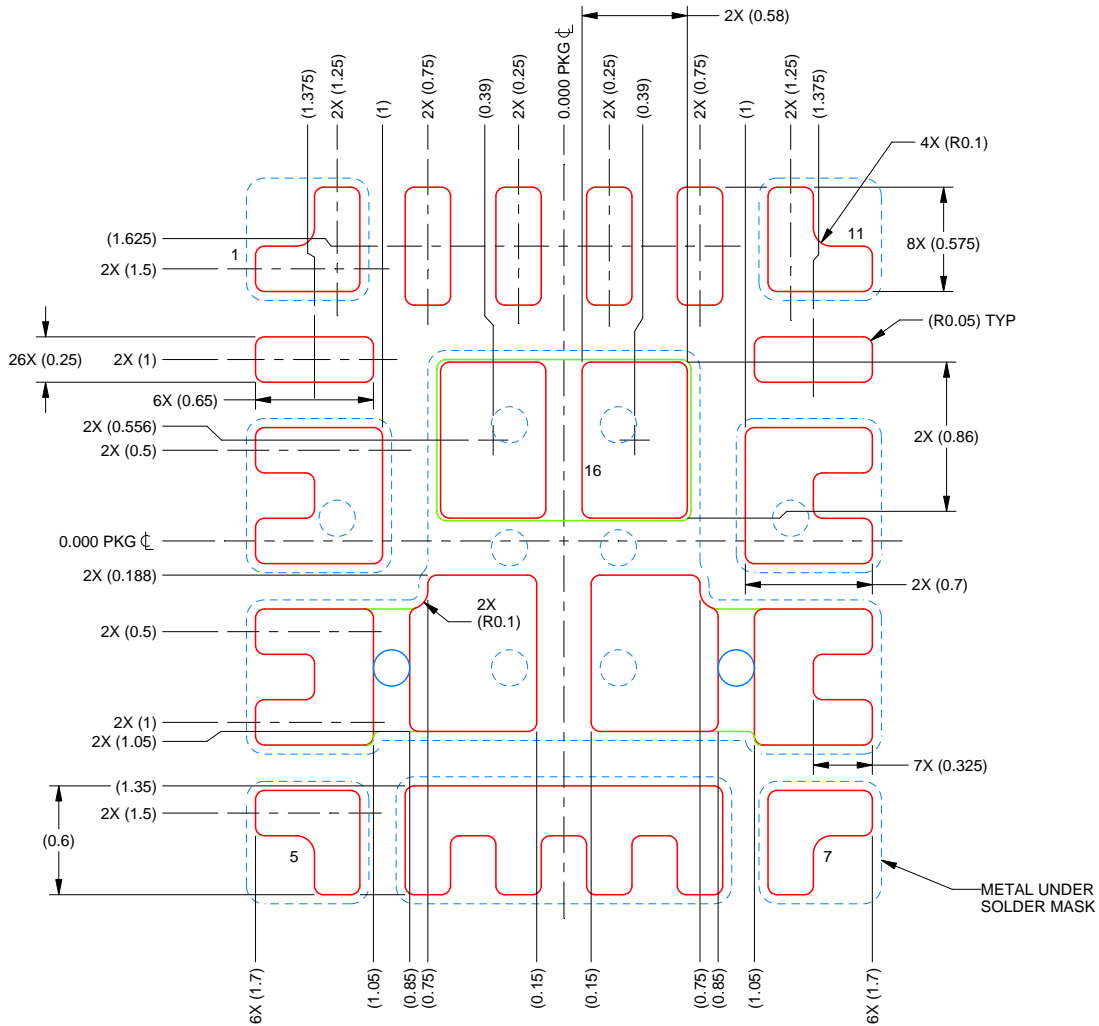 2X (0.58)
(1.375)
2X (1.25)
(1)
2X (0.75)
(0.39)
2X (0.25)
0.000 PKG ℄
2X (0.25)
(0.39)
2X (0.75)
(1)
2X (1.25)
(1.375)
4X (R0.1)
(1.625)
1
11
2X (1.5)
8X (0.575)
(R0.05) TYP
26X (0.25)
2X (1)
6X (0.65)
2X (0.556)
2X (0.5)
2X (0.86)
16
0.000 PKG ℄
2X (0.188)
2X (0.7)
2X
(R0.1)
2X (0.5)
2X (1)
2X (1.05)
7X (0.325)
(1.35)
2X (1.5)
(0.6)
5
7
METAL UNDER
SOLDER MASK
6X (1.7)
(1.05)
(0.85)
(0.75)
(0.15)
(0.15)
(0.75)
(0.85)
(1.05)
6X (1.7)